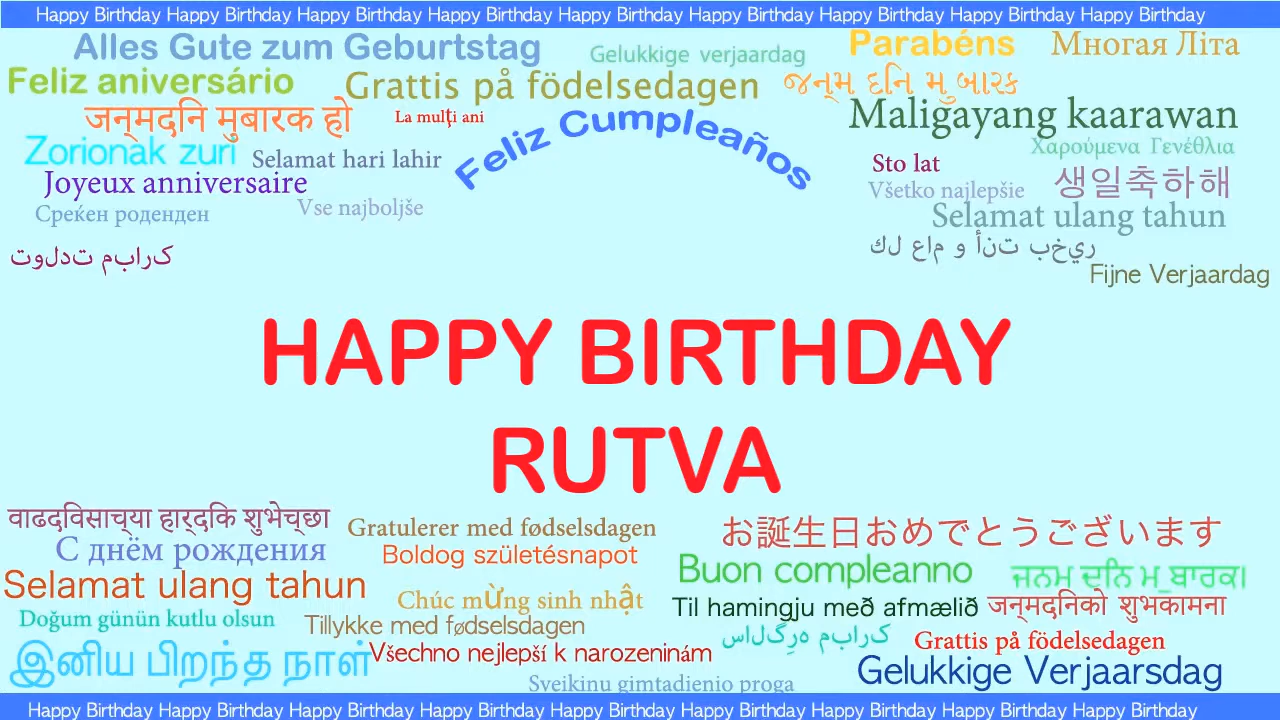 Happy Birthday Happy Birthday Happy Birthday Happy Birthday Happy Birthday Happy Birthday Happy Birthday Happy Birthday Happy Birthday
Alles Gute zum Geburtstag
Gelukkige verjaardag
Parabéns
Многая Літа
Feliz aniversário
Grattis på födelsedagen
જન્મ દિન મુબારક
जन्मदिन मुबारक हो
La mulţi ani
Feliz Cumpleaños
Maligayang kaarawan
Zorionak zuri
Selamat hari lahir
Χαρούμενα Γενέθλια
Sto lat
Joyeux anniversaire
Všetko najlepšie
생일축하해
Срећен роденден
Vse najboljše
Selamat ulang tahun
تولدت مبارک
كل عام و أنت بخير
Fijne Verjaardag
HAPPY BIRTHDAY
RUTVA
वाढदिवसाच्या हार्दिक शुभेच्छा
Gratulerer med fødselsdagen
お誕生日おめでとうございます
С днём рождения
Boldog születésnapot
Buon compleanno
Selamat ulang tahun
Chúc mừng sinh nhật
Til hamingju með afmælið
जन्मदिनको शुभकामना
Doğum günün kutlu olsun
Tillykke med fødselsdagen
سالگرہ مبارک
Grattis på födelsedagen
இனிய பிறந்த நாள்
Všechno nejlepší k narozeninám
Gelukkige Verjaarsdag
Sveikinu gimtadienio proga
Happy Birthday Happy Birthday Happy Birthday Happy Birthday Happy Birthday Happy Birthday Happy Birthday Happy Birthday Happy Birthday